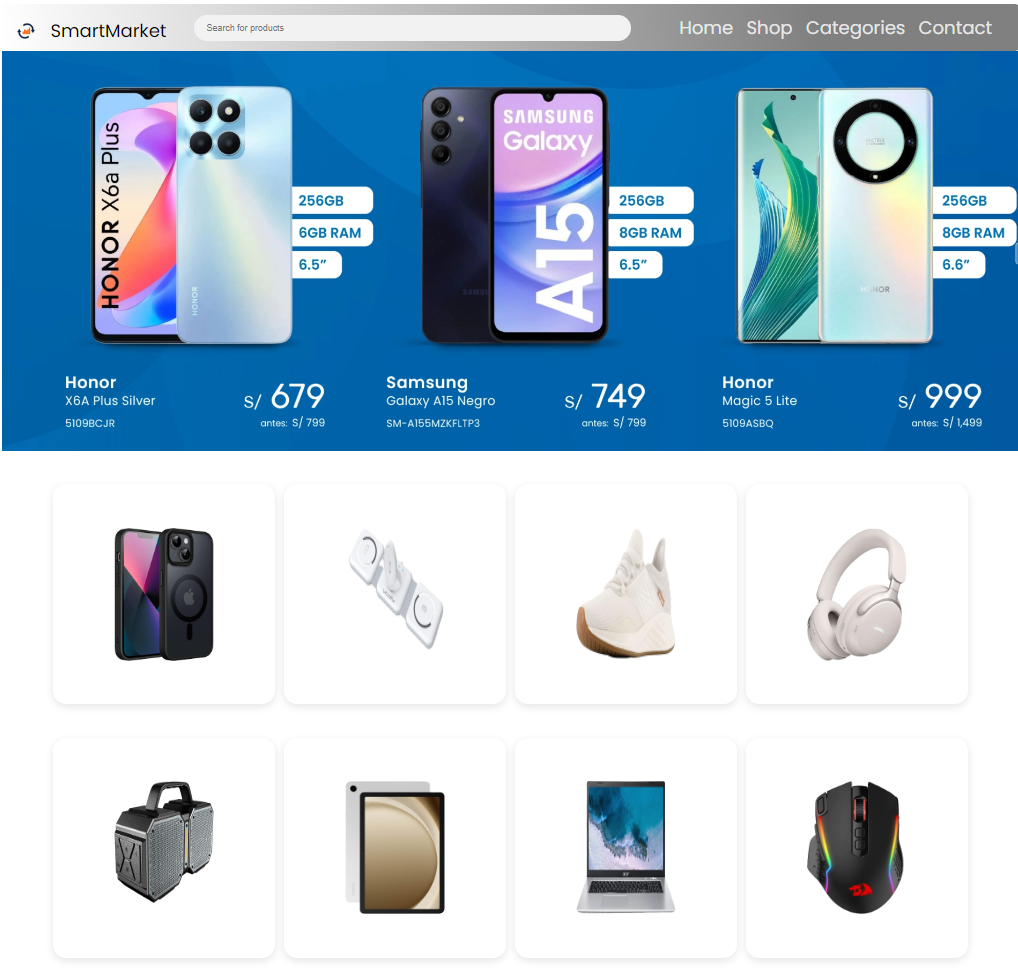 SmartMarket
Search for products
Home Shop Categories Contact
HONOR X6a Plus
HONOR
256GB
6GB RAM
6.5”
SAMSUNG
Galaxy
A15
SAMSUNG
256GB
8GB RAM
6.5”
HONOR
256GB
8GB RAM
6.6”
Honor
X6A Plus Silver
5109BCJR
S/ 679
antes: S/ 799
Samsung
Galaxy A15 Negro
SM-A155MZKFLTP3
S/ 749
antes: S/ 799
Honor
Magic 5 Lite
5109ASBQ
S/ 999
antes: S/ 1,499